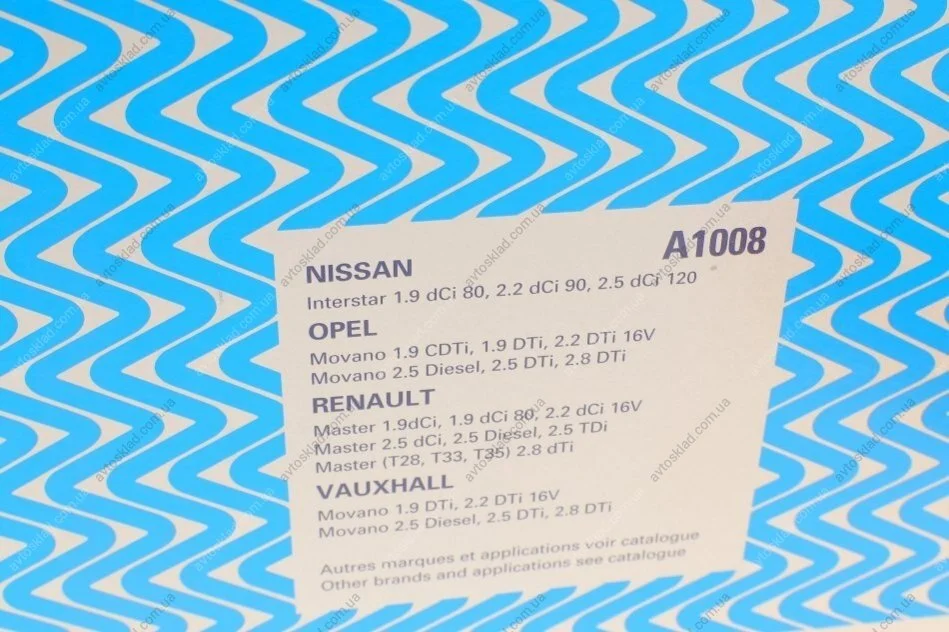 A1008
NISSAN
Interstar 1.9 dCi 80, 2.2 dCi 90, 2.5 dCi 120
OPEL
Movano 1.9 CDTi, 1.9 DTi, 2.2 DTi 16V
Movano 2.5 Diesel, 2.5 DTi, 2.8 DTi
RENAULT
Master 1.9dCi, 1.9 dCi 80, 2.2 dCi 16V
Master 2.5 dCi, 2.5 Diesel, 2.5 TDi
Master (T28, T33, T35) 2.8 dTi
VAUXHALL
Movano 1.9 DTi, 2.2 DTi 16V
Movano 2.5 Diesel, 2.5 DTi, 2.8 DTi
Autres marques et applications voir catalogue
Other brands and applications see catalogue
avtosklad.com.ua